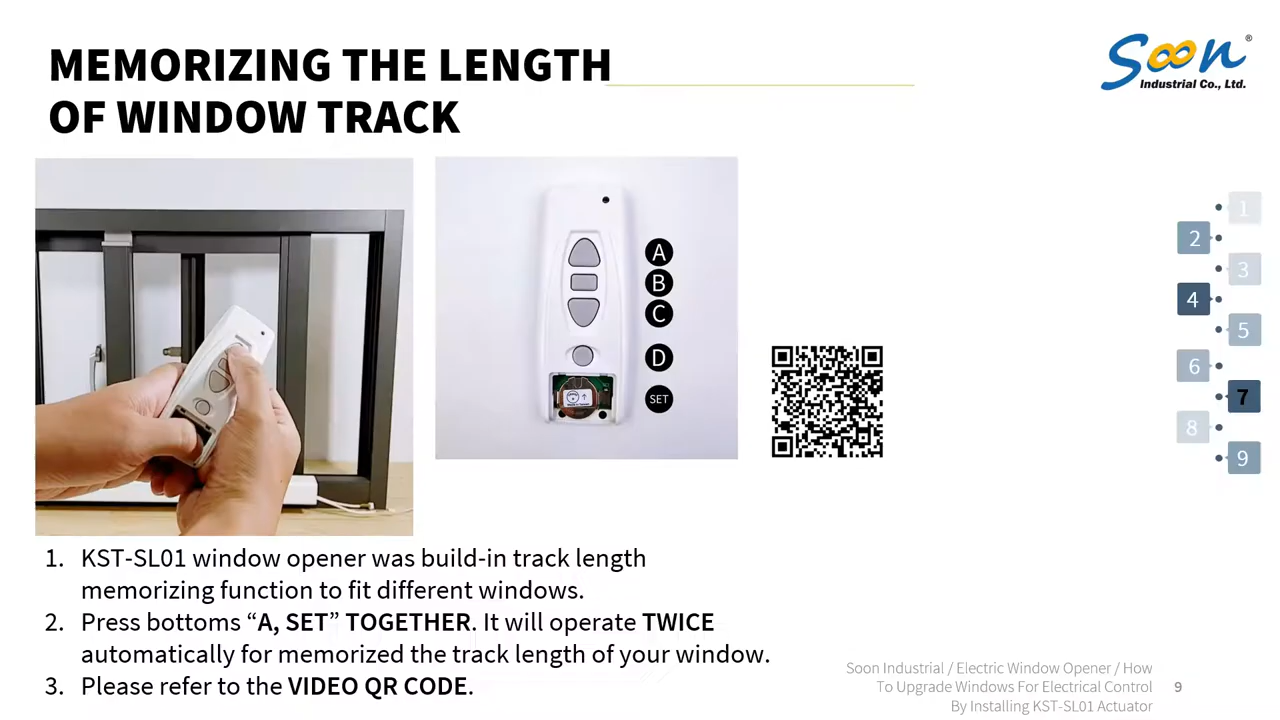 MEMORIZING THE LENGTH
OF WINDOW TRACK
Soon®
Industrial Co., Ltd.
A
B
C
D
SET
1
2
3
4
5
6
7
8
9
1. KST-SL01 window opener was build-in track length
memorizing function to fit different windows.
2. Press bottoms “A, SET” TOGETHER. It will operate TWICE
automatically for memorized the track length of your window.
3. Please refer to the VIDEO QR CODE.
Soon Industrial / Electric Window Opener / How
To Upgrade Windows For Electrical Control
By Installing KST-SL01 Actuator
9